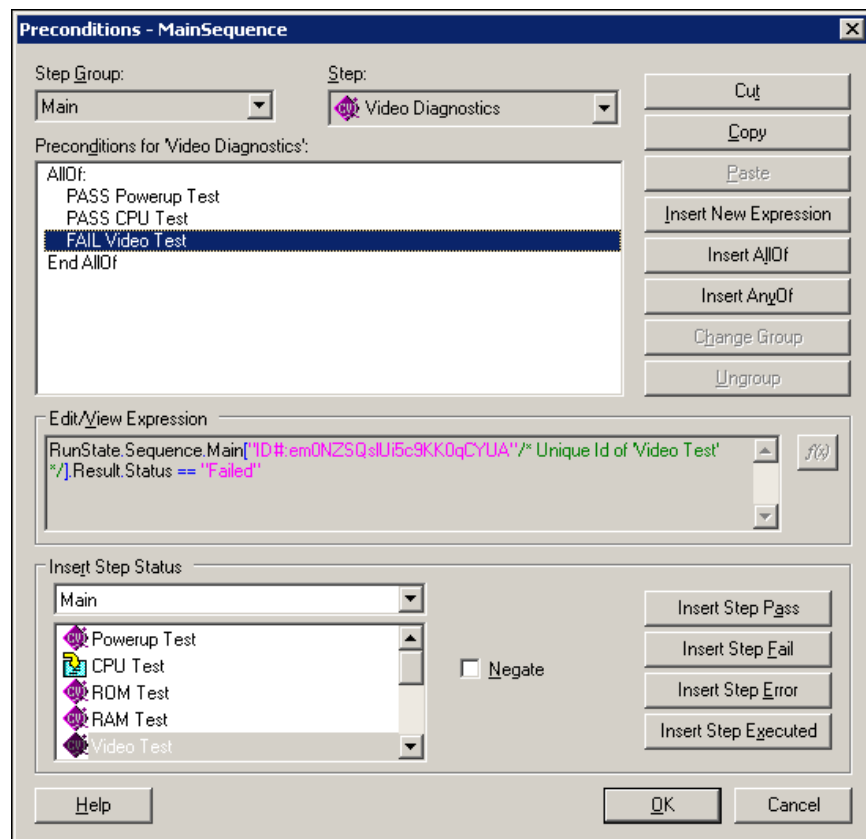 Preconditions - MainSequence
Step Group:
Step:
Main
Video Diagnostics
Preconditions for 'Video Diagnostics':
AllOf:
PASS Powerup Test
PASS CPU Test
FAIL Video Test
End AllOf
Cut
Copy
Paste
Insert New Expression
Insert AllOf
Insert AnyOf
Change Group
Ungroup
Edit/View Expression
RunState.Sequence.Main["ID#:em0NZSQslUi5c9KK0qCYUA"/* Unique Id of 'Video Test'
*/].Result.Status == "Failed"
f(x)
Insert Step Status
Main
Powerup Test
CPU Test
ROM Test
RAM Test
Video Test
Negate
Insert Step Pass
Insert Step Fail
Insert Step Error
Insert Step Executed
Help
OK
Cancel